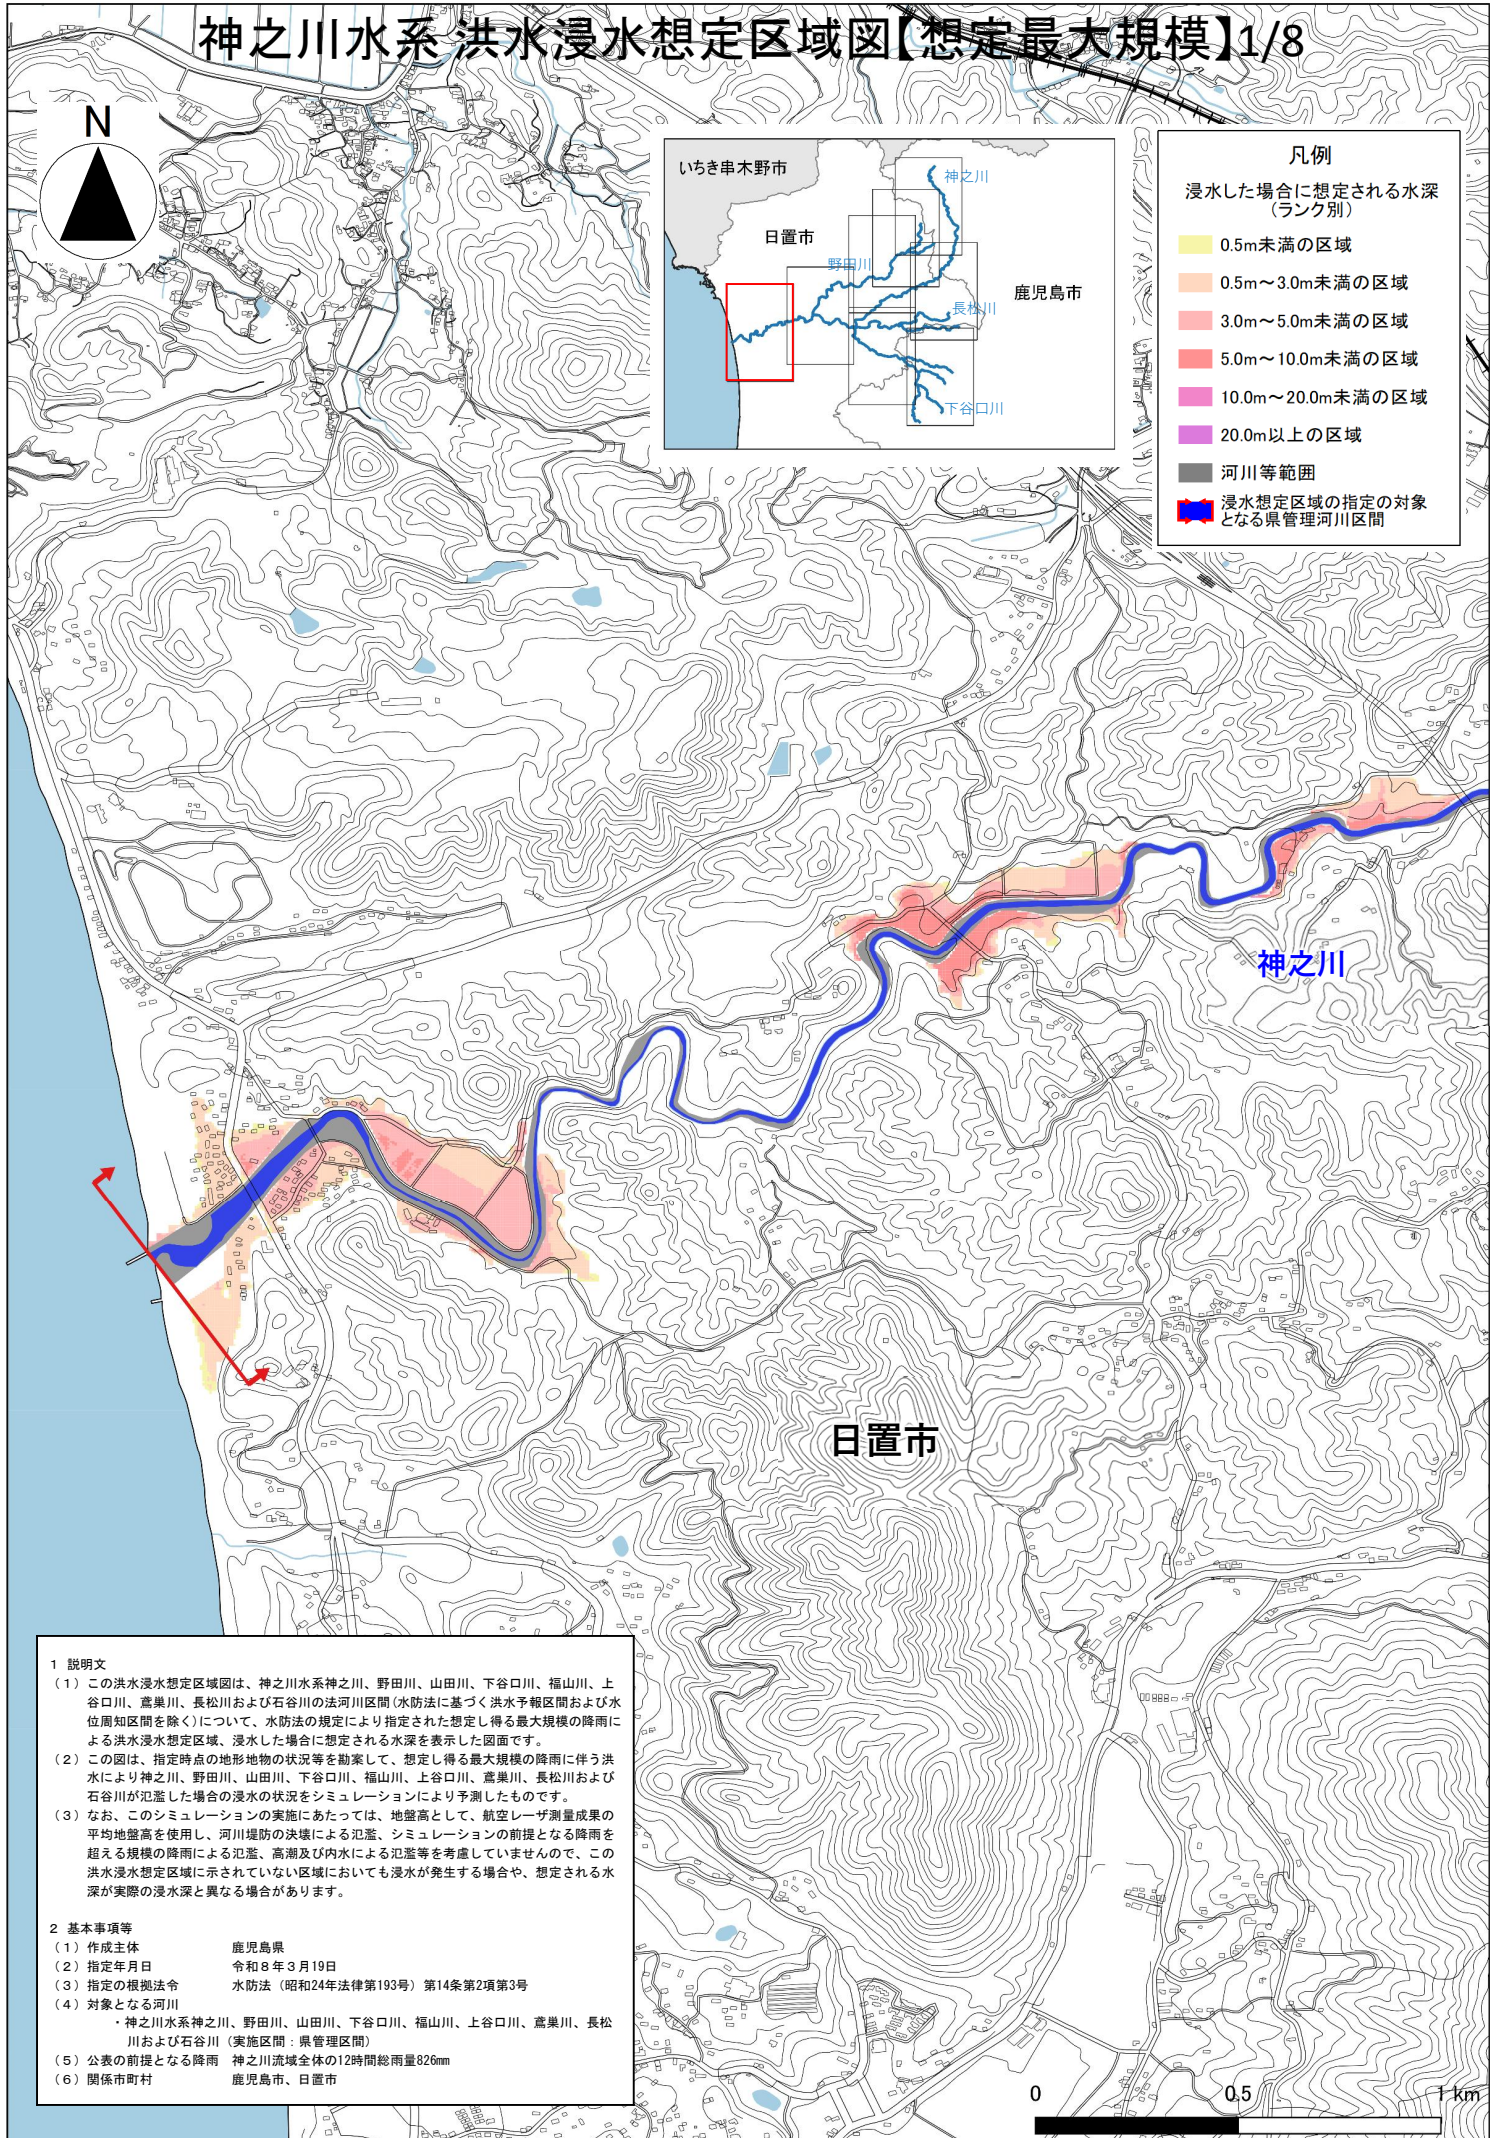 神之川水系 洪水浸水想定区域図【想定最大規模】1/8
N
いちき串木野市
神之川
日置市
野田川
鹿児島市
長松川
下谷口川
凡例
浸水した場合に想定される水深
(ランク別)
0.5m未満の区域
0.5m～3.0m未満の区域
3.0m～5.0m未満の区域
5.0m～10.0m未満の区域
10.0m～20.0m未満の区域
20.0m以上の区域
河川等範囲
浸水想定区域の指定の対象
となる県管理河川区間
神之川
日置市
1 説明文
(1) この洪水浸水想定区域図は、神之川水系神之川、野田川、山田川、下谷口川、福山川、上
谷口川、鳶巣川、長松川および石谷川の法河川区間(水防法に基づく洪水予報区間および水
位周知区間を除く)について、水防法の規定により指定された想定し得る最大規模の降雨に
よる洪水浸水想定区域、浸水した場合に想定される水深を表示した図面です。
(2) この図は、指定時点の地形地物の状況等を勘案して、想定し得る最大規模の降雨に伴う洪
水により神之川、野田川、山田川、下谷口川、福山川、上谷口川、鳶巣川、長松川および
石谷川が氾濫した場合の浸水の状況をシミュレーションにより予測したものです。
(3) なお、このシミュレーションの実施にあたっては、地盤高として、航空レーザ測量成果の
平均地盤高を使用し、河川堤防の決壊による氾濫、シミュレーションの前提となる降雨を
超える規模の降雨による氾濫、高潮及び内水による氾濫等を考慮していませんので、この
洪水浸水想定区域に示されていない区域においても浸水が発生する場合や、想定される水
深が実際の浸水深と異なる場合があります。
2 基本事項等
(1) 作成主体 鹿児島県
(2) 指定年月日 令和8年3月19日
(3) 指定の根拠法令 水防法（昭和24年法律第193号）第14条第2項第3号
(4) 対象となる河川
・神之川水系神之川、野田川、山田川、下谷口川、福山川、上谷口川、鳶巣川、長松
川および石谷川（実施区間：県管理区間）
(5) 公表の前提となる降雨 神之川流域全体の12時間総雨量826mm
(6) 関係市町村 鹿児島市、日置市
0 0.5 1 km